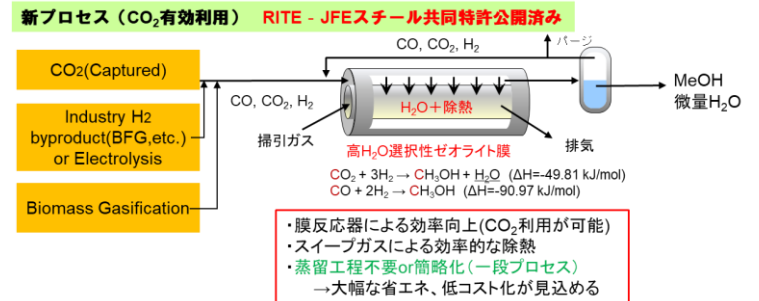 新プロセス（CO₂有効利用） RITE - JFEスチール共同特許公開済み
CO, CO₂, H₂
パージ
CO₂(Captured)
Industry H₂
byproduct(BFG,etc.)
or Electrolysis
Biomass Gasification
CO, CO₂, H₂
掃引ガス
H₂O＋除熱
高H₂O選択性ゼオライト膜
排気
MeOH
微量H₂O
CO₂ + 3H₂ → CH₃OH + H₂O (ΔH=-49.81 kJ/mol)
CO + 2H₂ → CH₃OH (ΔH=-90.97 kJ/mol)
・膜反応器による効率向上(CO₂利用が可能)
・スイープガスによる効率的な除熱
・蒸留工程不要or簡略化（一段プロセス）
→大幅な省エネ、低コスト化が見込める